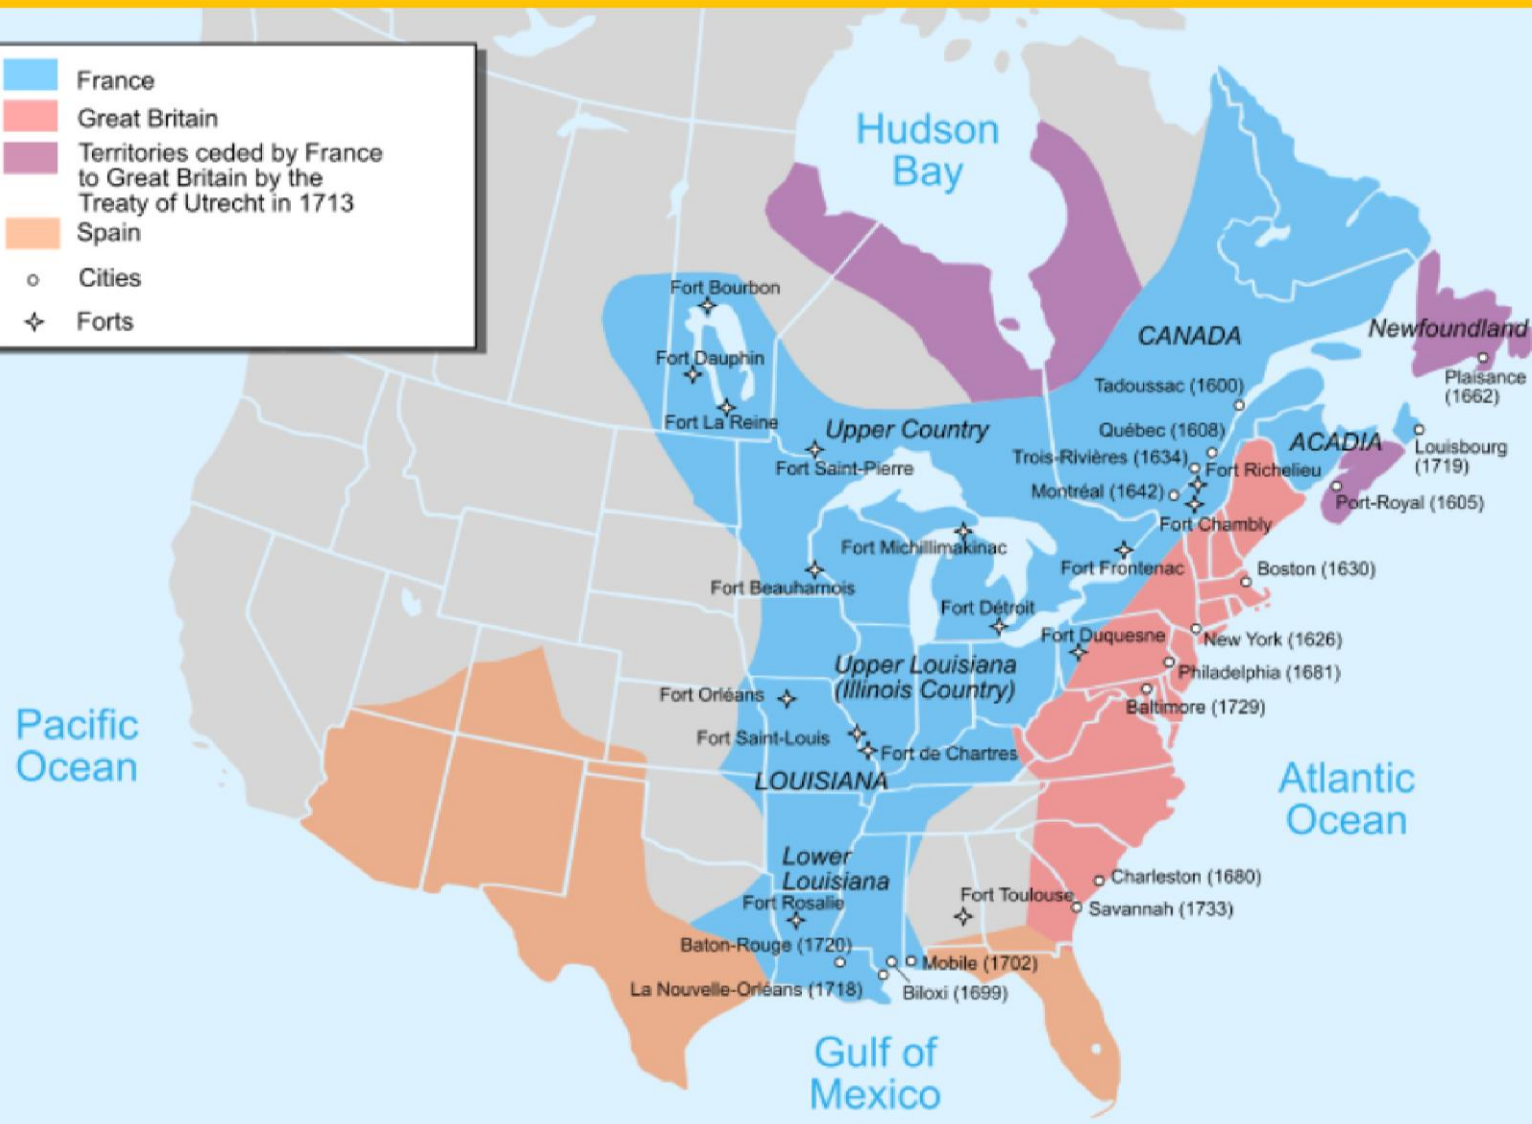 France
Great Britain
Territories ceded by France
to Great Britain by the
Treaty of Utrecht in 1713
Spain
Cities
Forts
Hudson
Bay
Fort Bourbon
CANADA
Newfoundland
Fort Dauphin
Plaisance
(1662)
Tadoussac (1600)
Fort La Reine
Upper Country
Québec (1608)
ACADIA
Louisbourg
(1719)
Trois-Rivières (1634)
Fort Richelieu
Fort Saint-Pierre
Montréal (1642)
Port-Royal (1605)
Fort Chambly
Fort Michillimakinac
Fort Frontenac
Boston (1630)
Fort Beauharnois
Fort Détroit
Fort Duquesne
New York (1626)
Upper Louisiana
(Illinois Country)
Philadelphia (1681)
Fort Orléans
Baltimore (1729)
Pacific
Ocean
Fort Saint-Louis
Fort de Chartres
LOUISIANA
Atlantic
Ocean
Lower
Louisiana
Charleston (1680)
Fort Toulouse
Fort Rosalie
Savannah (1733)
Baton-Rouge (1720)
Mobile (1702)
La Nouvelle-Orléans (1718)
Biloxi (1699)
Gulf of
Mexico